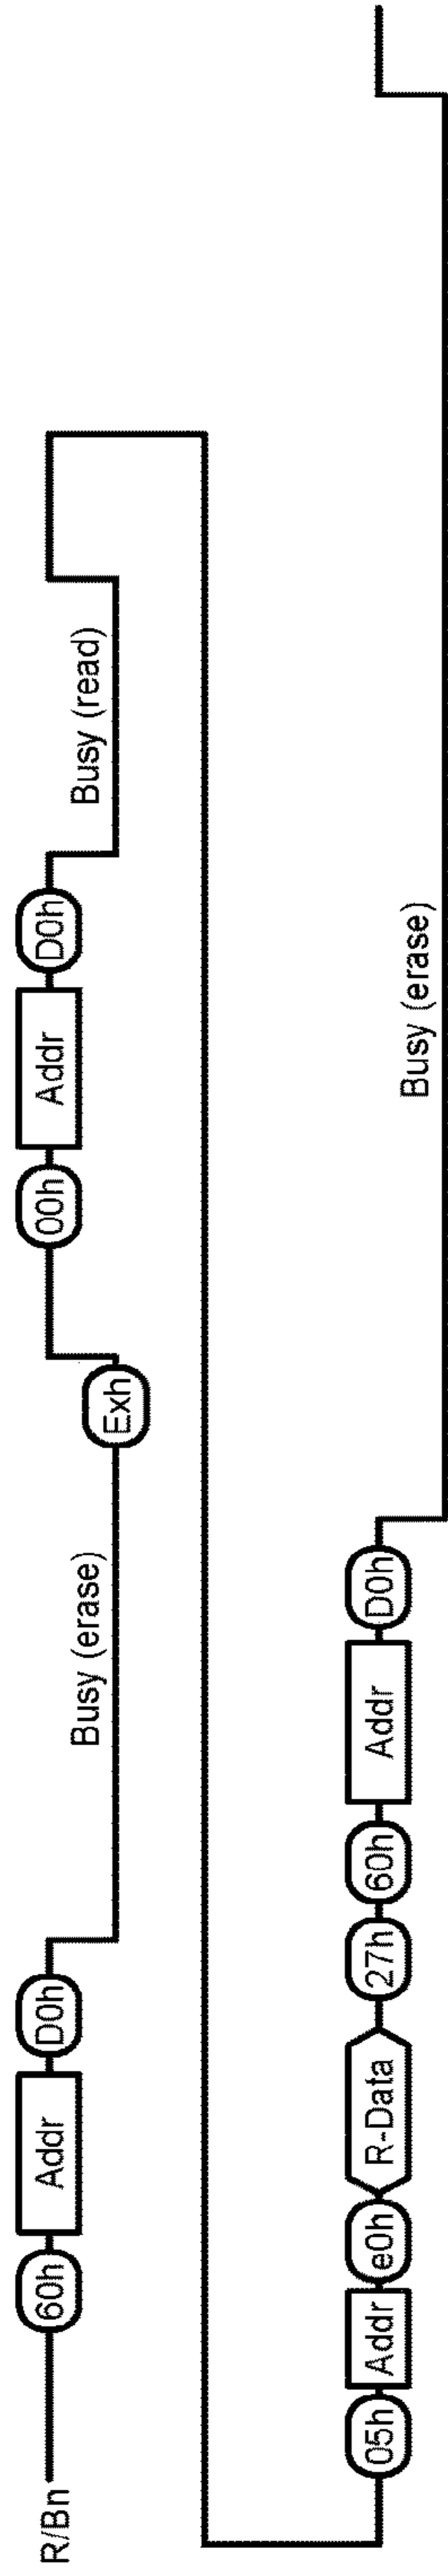 R/Bn 60h Addr D0h Busy (erase) Exh 00h Addr D0h Busy (read)
05h Addr e0h R-Data 27h 60h Addr D0h Busy (erase)